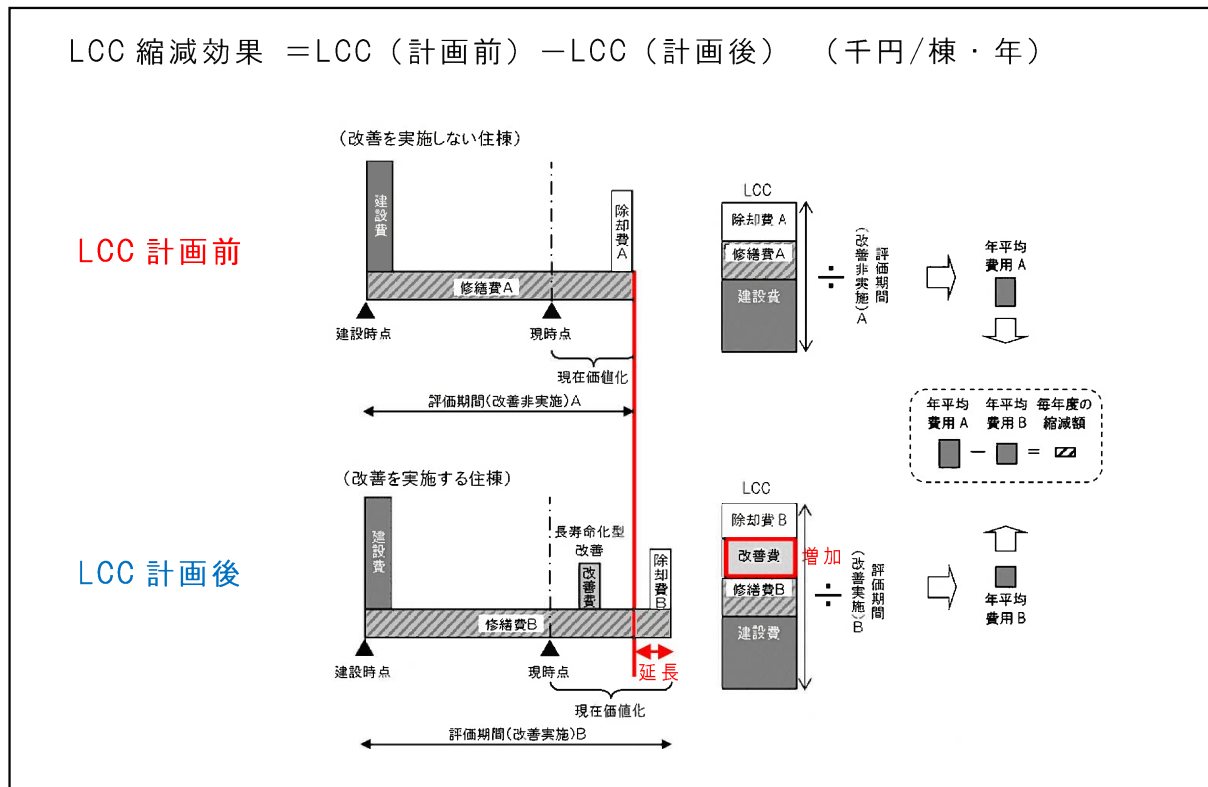 LCC 縮減効果 ＝LCC（計画前）－LCC（計画後） （千円/棟・年）
LCC 計画前
（改善を実施しない住棟）
建設費
除却費A
修繕費A
建設時点
現時点
現在価値化
評価期間(改善非実施)A
LCC
除却費A
修繕費A
建設費
÷
評価期間
(改善非実施)A
年平均
費用A
年平均
費用A
－
年平均
費用B
＝
毎年度の
縮減額
LCC 計画後
（改善を実施する住棟）
建設費
長寿命化型
改善
改善費
除却費B
修繕費B
建設時点
現時点
延長
現在価値化
評価期間(改善実施)B
LCC
除却費B
改善費
増加
修繕費B
建設費
÷
評価期間
(改善実施)B
年平均
費用B